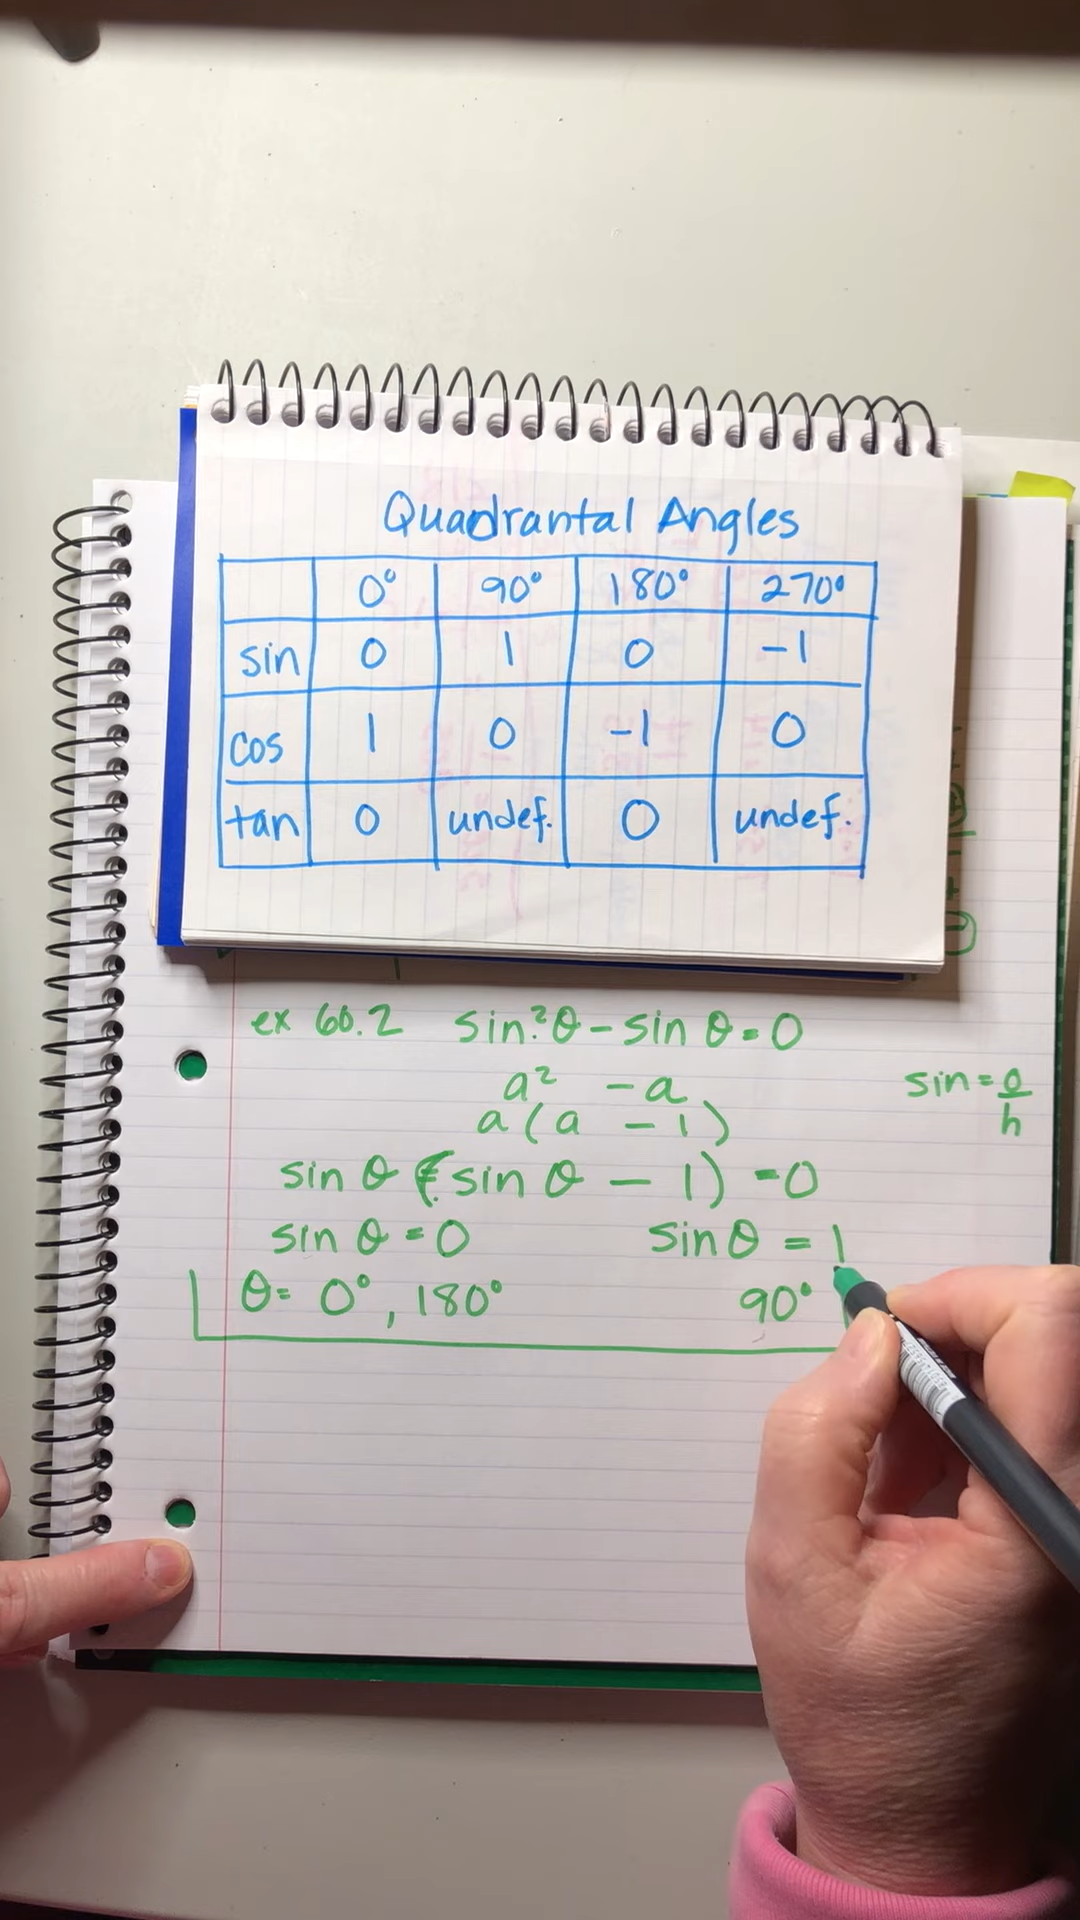 Quadrantal Angles
0° 90° 180° 270°
sin 0 1 0 -1
cos 1 0 -1 0
tan 0 undef. 0 undef.
ex 60.2 sin²θ - sin θ = 0
a² - a
sin = o/h
a(a - 1)
sin θ (sin θ - 1) = 0
sin θ = 0 sin θ = 1
θ = 0°, 180° 90°